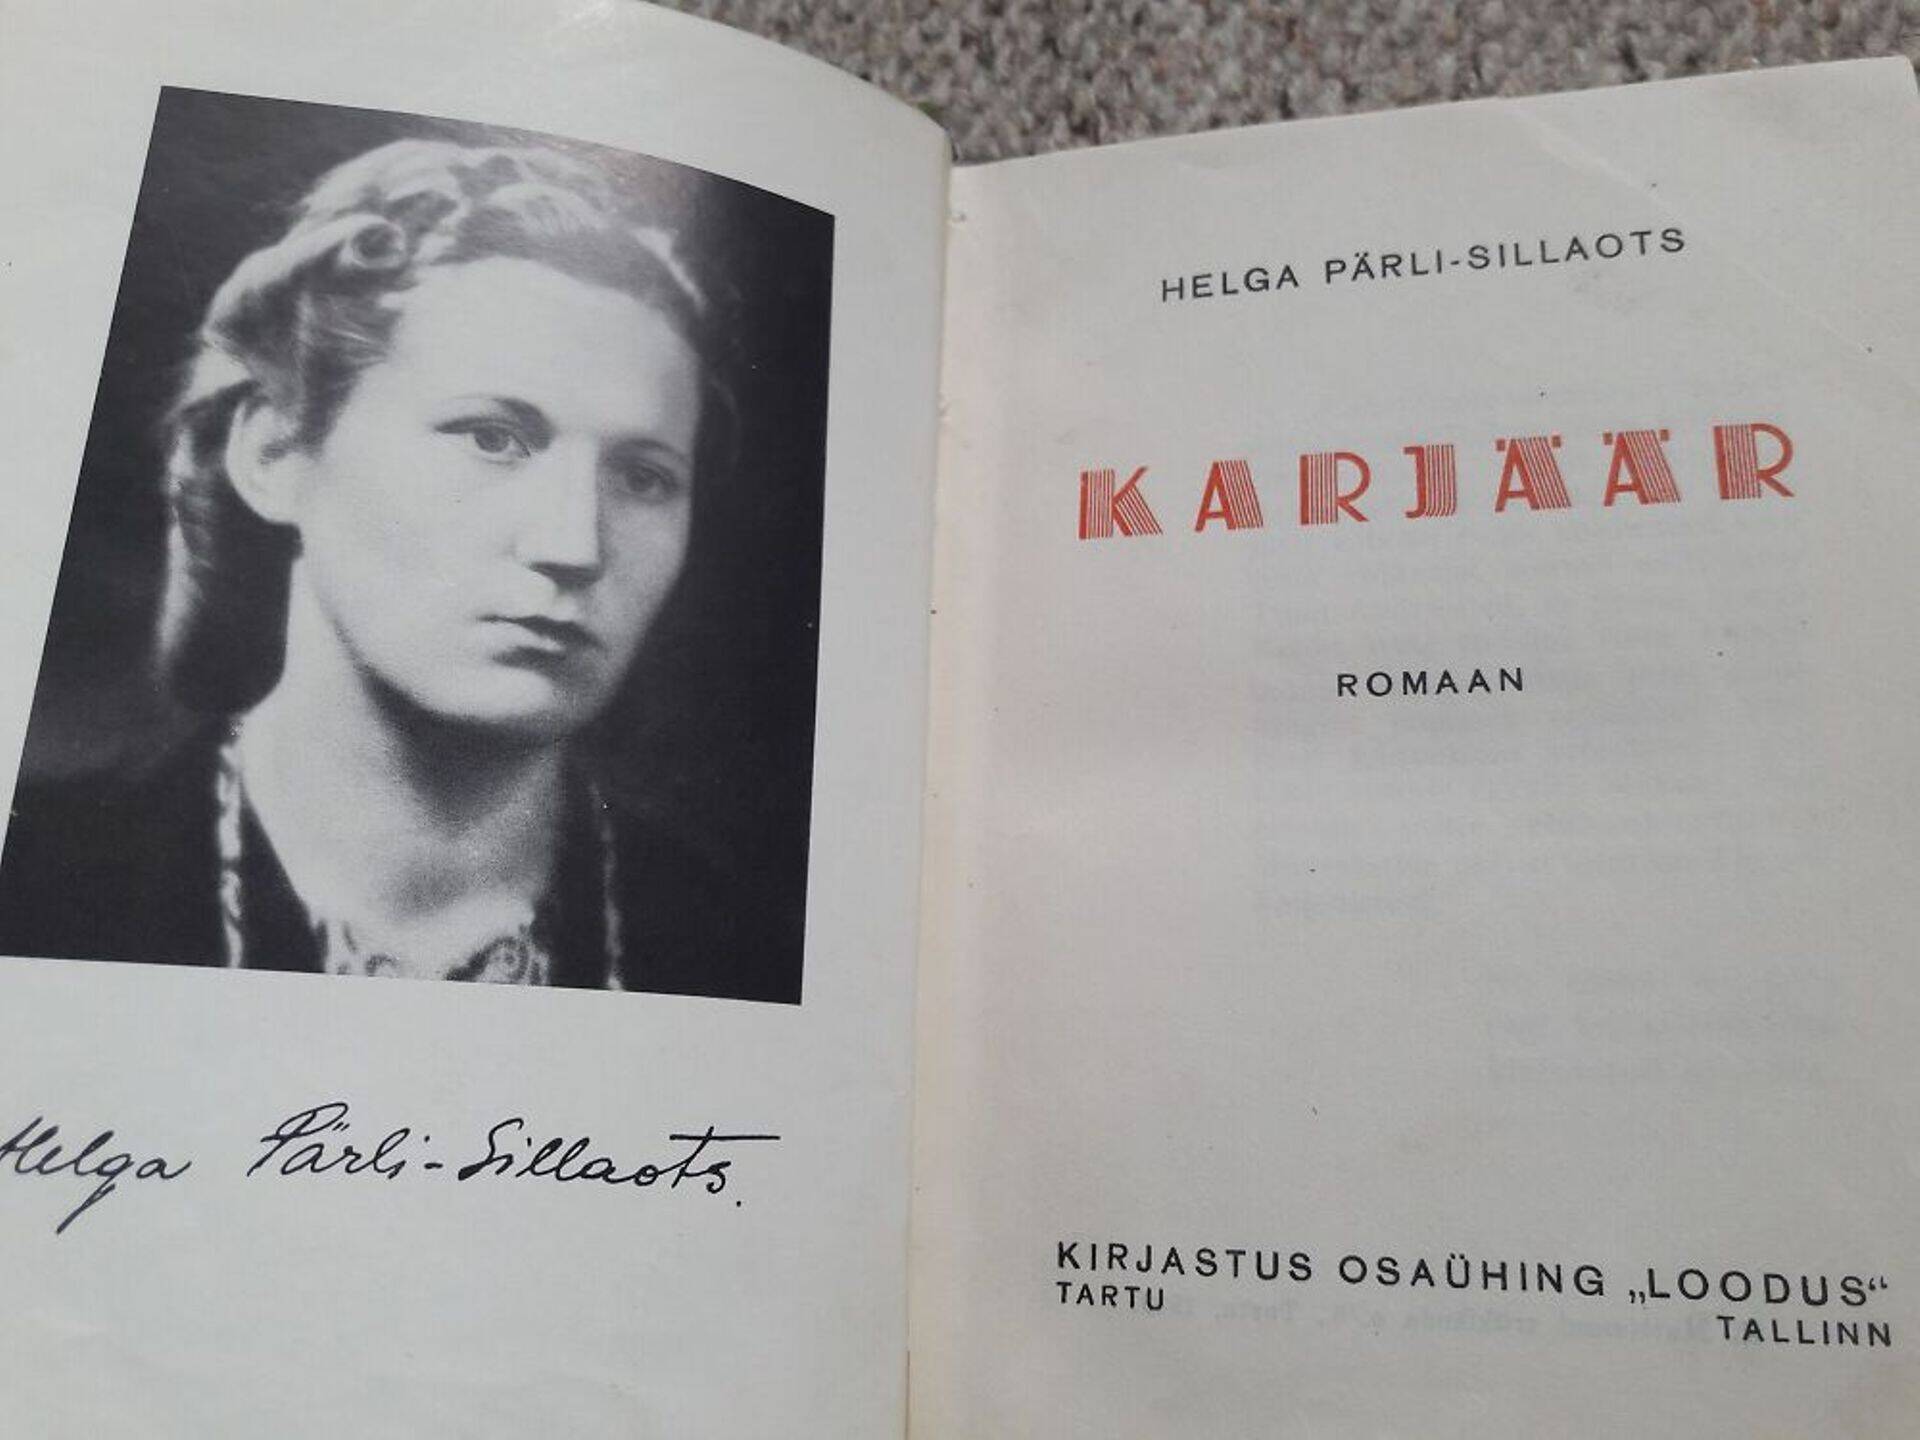 Helga Pärli-Sillaots.
HELGA PÄRLI-SILLAOTS
KARJÄÄR
ROMAAN
KIRJASTUS OSAÜHING „LOODUS“
TARTU
TALLINN